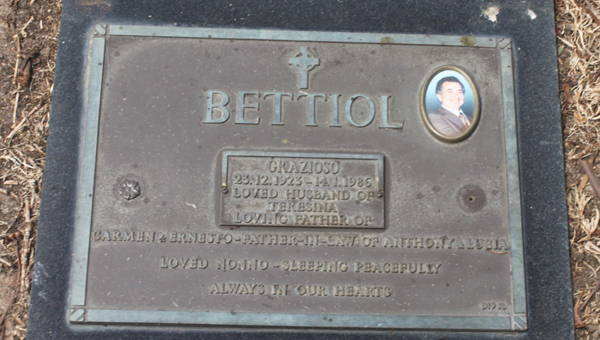 BETTIOL
GRAZIOSO
23.12.1923 - 14.1.1986
LOVED HUSBAND OF
TERESINA
LOVING FATHER OF
CARMEN & ERNESTO - FATHER-IN-LAW OF ANTHONY & LUCIA
LOVED NONNO - SLEEPING PEACEFULLY
ALWAYS IN OUR HEARTS